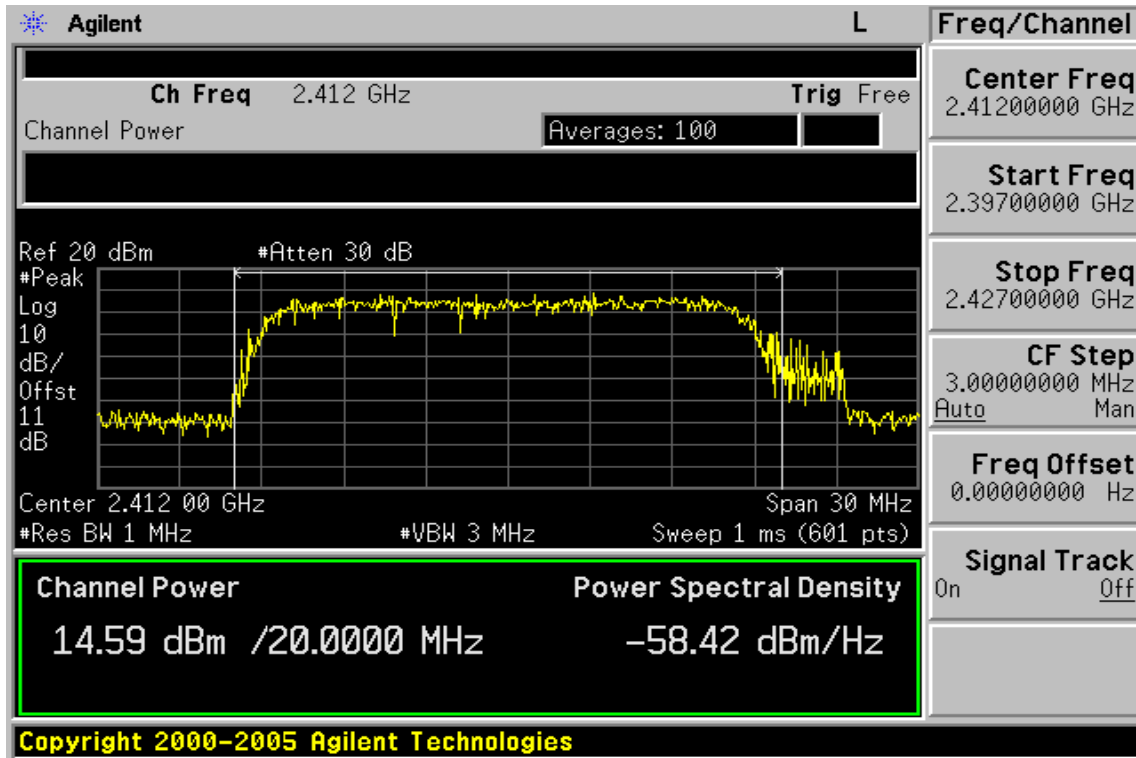 Agilent
L
Ch Freq 2.412 GHz
Trig Free
Channel Power
Averages: 100
Ref 20 dBm
#Atten 30 dB
#Peak
Log
10
dB/
Offst
11
dB
Center 2.412 00 GHz
Span 30 MHz
#Res BW 1 MHz
#VBW 3 MHz
Sweep 1 ms (601 pts)
Channel Power
Power Spectral Density
14.59 dBm /20.0000 MHz
-58.42 dBm/Hz
Copyright 2000-2005 Agilent Technologies
Freq/Channel
Center Freq
2.41200000 GHz
Start Freq
2.39700000 GHz
Stop Freq
2.42700000 GHz
CF Step
3.00000000 MHz
Auto Man
Freq Offset
0.00000000 Hz
Signal Track
On Off